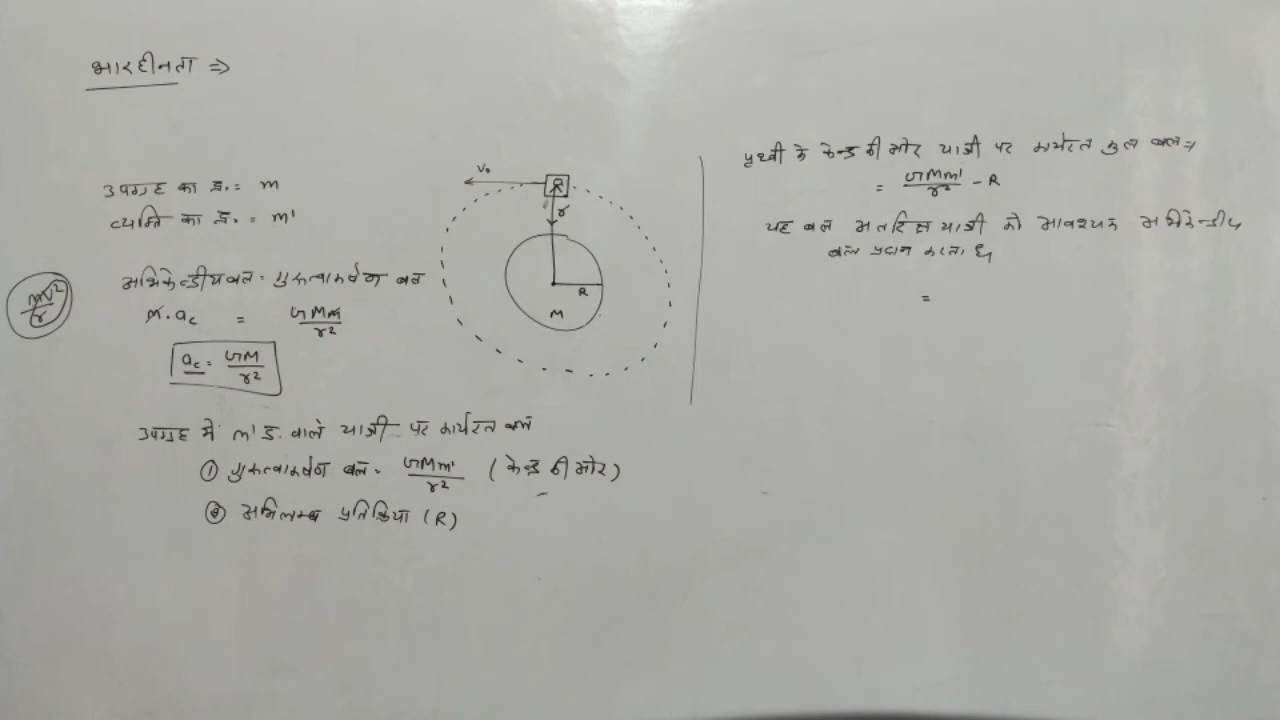 भारहीनता ⇒
उपग्रह का द्र. = m
व्यक्ति का द्र. = m'
अभिकेन्द्रीय बल = गुरुत्वाकर्षण बल
mv²/r
m.a_c = GMm/r²
a_c = GM/r²
V₀
R
r
R
M
उपग्रह में m' द्र. वाले यात्री पर कार्यरत बल
① गुरुत्वाकर्षण बल = GMm'/r² (केन्द्र की ओर)
② अभिलम्ब प्रतिक्रिया (R)
पृथ्वी के केन्द्र की ओर यात्री पर कार्यरत कुल बल ⇒
= GMm'/r² - R
यह बल अंतरिक्ष यात्री को आवश्यक अभिकेन्द्रीय
बल प्रदान करता है,
=